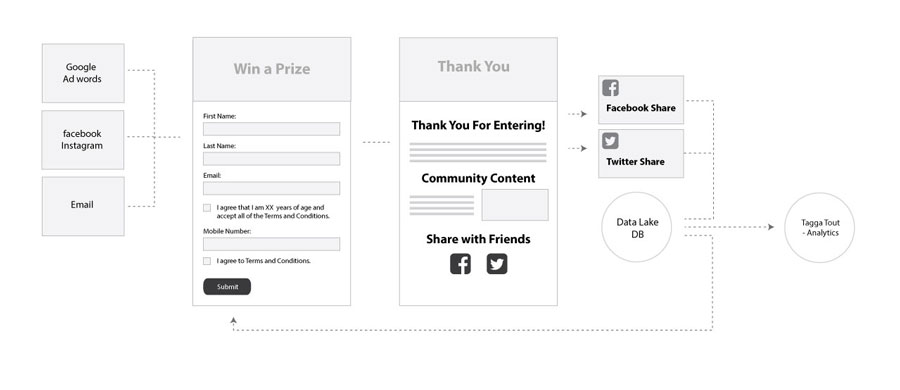 Google
Ad words
facebook
Instagram
Email
Win a Prize
First Name:
Last Name:
Email:
I agree that I am XX years of age and
accept all of the Terms and Conditions.
Mobile Number:
I agree to Terms and Conditions.
Submit
Thank You
Thank You For Entering!
Community Content
Share with Friends
Facebook Share
Twitter Share
Data Lake
DB
Tagga Tout
- Analytics